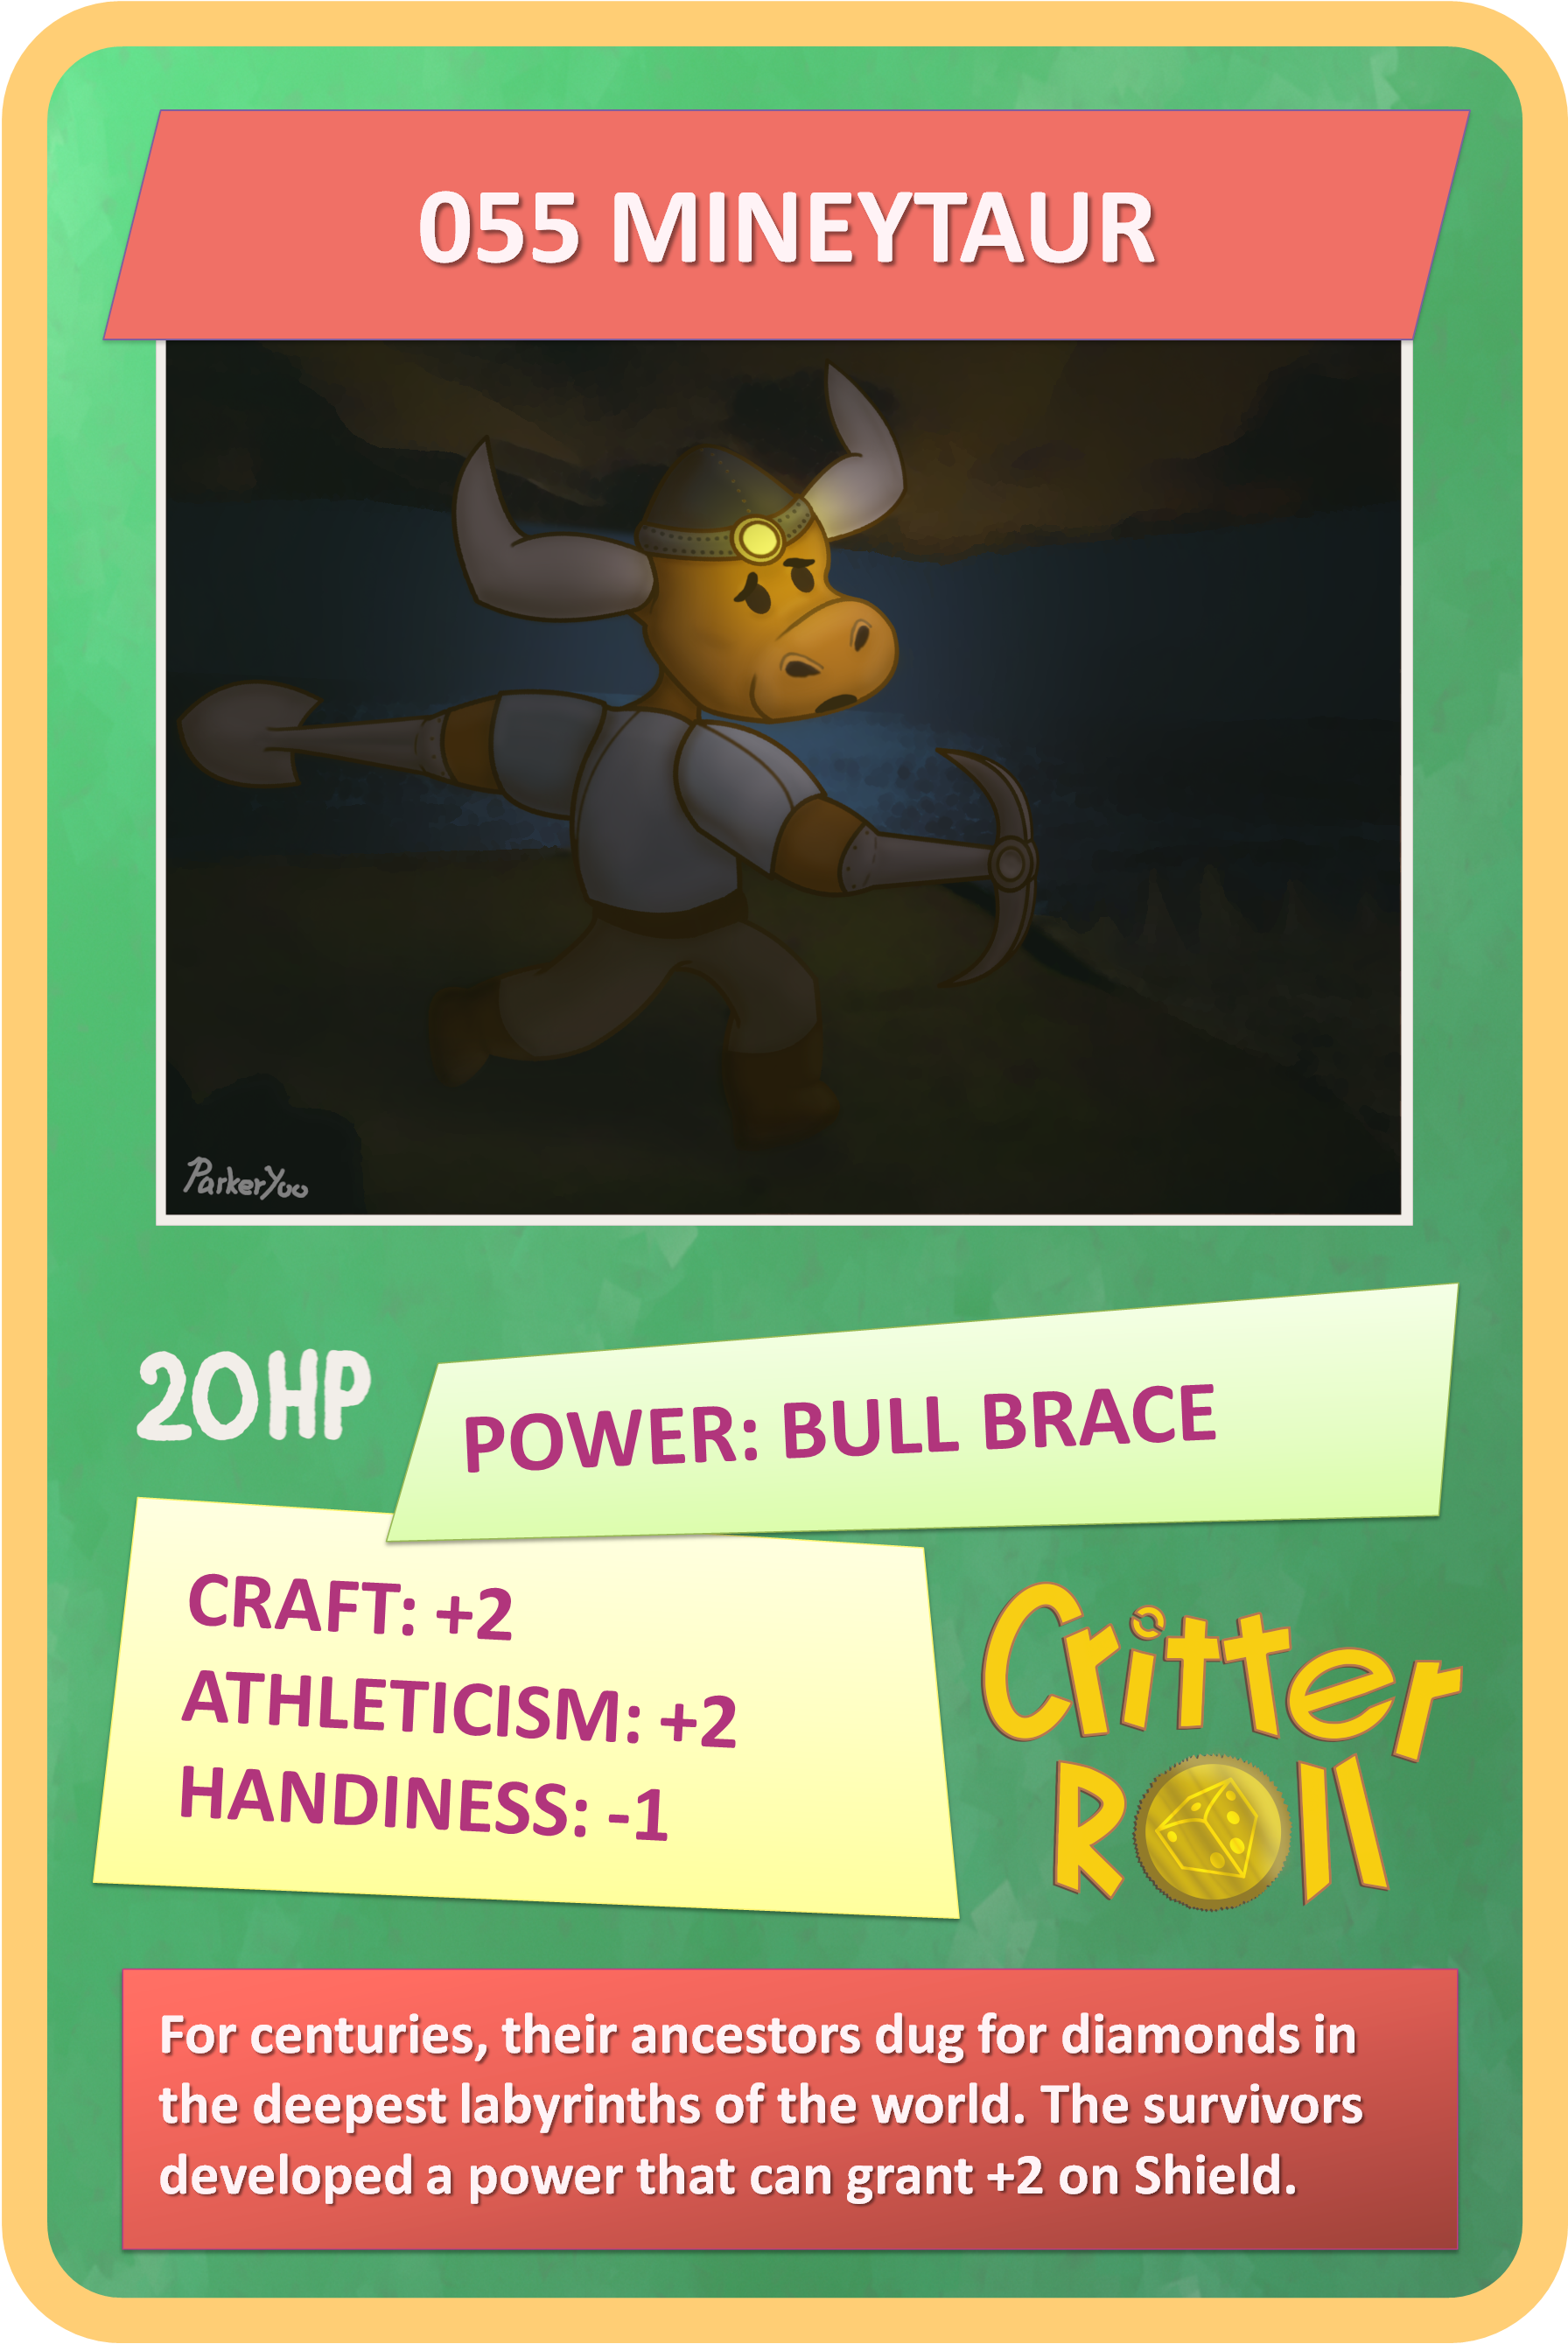 055 MINEYTAUR
ParkerYoo
20HP
POWER: BULL BRACE
CRAFT: +2
ATHLETICISM: +2
HANDINESS: -1
Critter
Roll
For centuries, their ancestors dug for diamonds in
the deepest labyrinths of the world. The survivors
developed a power that can grant +2 on Shield.